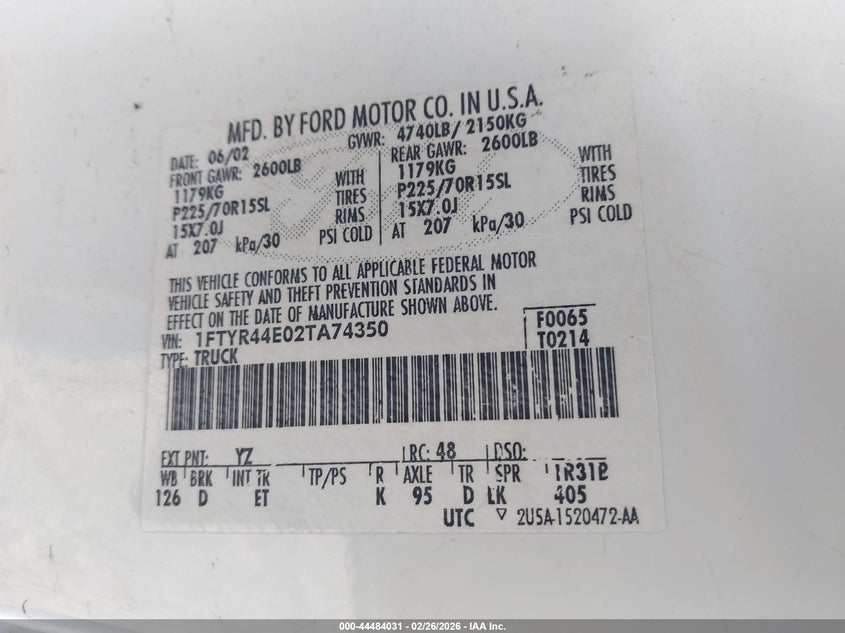 MFD. BY FORD MOTOR CO. IN U.S.A.
DATE: 06/02 GVWR: 4740LB/ 2150KG
FRONT GAWR: 2600LB REAR GAWR: 2600LB
1179KG WITH 1179KG WITH
P225/70R15SL TIRES P225/70R15SL TIRES
15X7.0J RIMS 15X7.0J RIMS
AT 207 kPa/30 PSI COLD AT 207 kPa/30 PSI COLD
THIS VEHICLE CONFORMS TO ALL APPLICABLE FEDERAL MOTOR
VEHICLE SAFETY AND THEFT PREVENTION STANDARDS IN
EFFECT ON THE DATE OF MANUFACTURE SHOWN ABOVE.
VIN: 1FTYR44E02TA74350 F0065
TYPE: TRUCK T0214
EXT PNT: YZ RC: 48 DSO:
WB BRK INT TR TP/PS R AXLE TR SPR
126 D ET K 95 D LK 405
UTC ▽ 2USA-1520472-AA
000-44484031 - 02/26/2026 - IAA Inc.